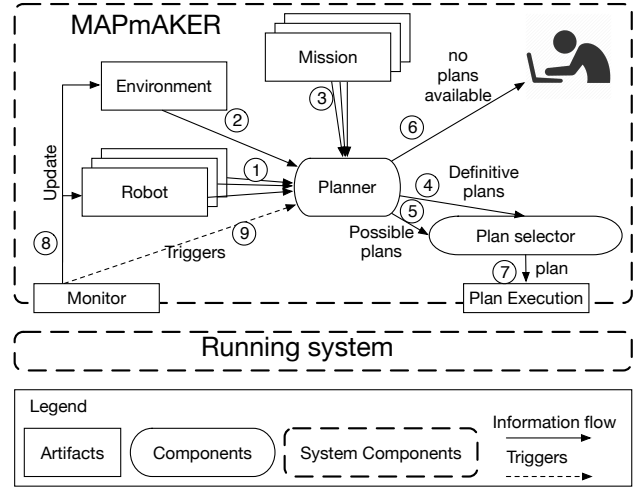 MAPmAKER
Mission
no
plans
available
Environment
3
2
6
Update
1
Robot
Planner
4
Definitive
plans
5
Possible
plans
Plan selector
8
9
Triggers
7
plan
Monitor
Plan Execution
Running system
Legend
Artifacts
Components
System Components
Information flow
Triggers